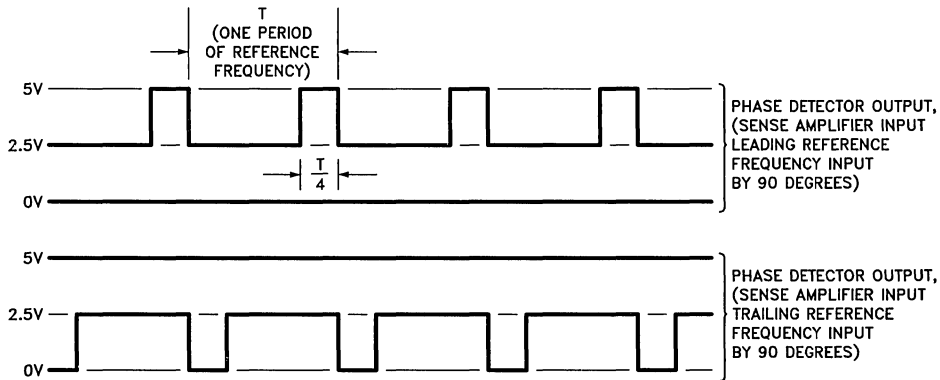 T
(ONE PERIOD
OF REFERENCE
FREQUENCY)
5V
2.5V
T
4
0V
PHASE DETECTOR OUTPUT,
(SENSE AMPLIFIER INPUT
LEADING REFERENCE
FREQUENCY INPUT
BY 90 DEGREES)
5V
2.5V
0V
PHASE DETECTOR OUTPUT,
(SENSE AMPLIFIER INPUT
TRAILING REFERENCE
FREQUENCY INPUT
BY 90 DEGREES)